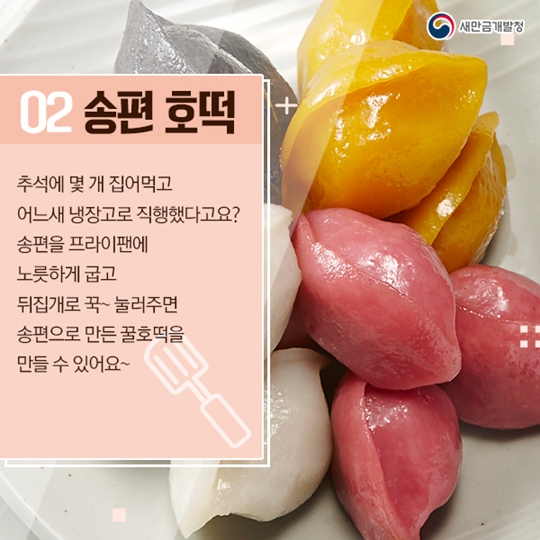 새만금개발청
02 송편 호떡
추석에 몇 개 집어먹고
어느새 냉장고로 직행했다고요?
송편을 프라이팬에
노릇하게 굽고
뒤집개로 꾹~ 눌러주면
송편으로 만든 꿀호떡을
만들 수 있어요~